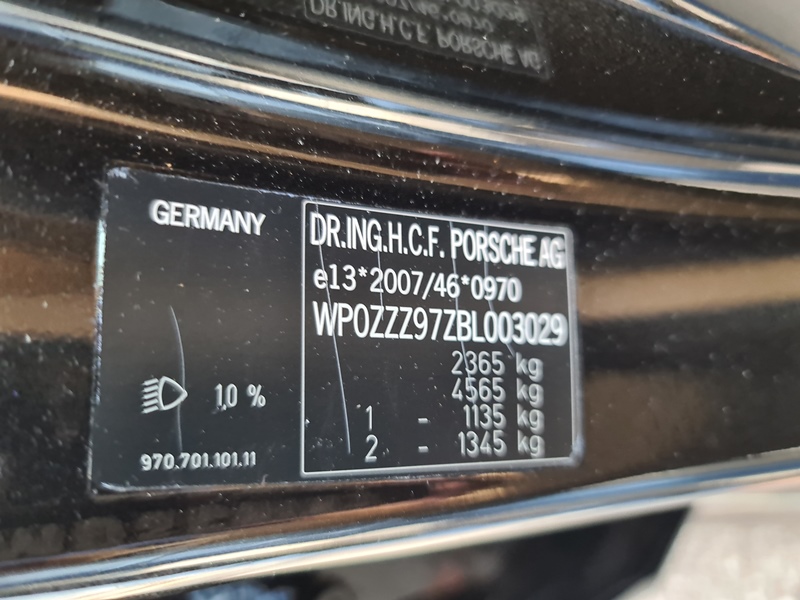 GERMANY
1,0 %
970.701.101.11
DR.ING.H.C.F. PORSCHE AG
e13*2007/46*0970
WP0ZZZ97ZBL003029
2365 kg
4565 kg
1 - 1135 kg
2 - 1345 kg